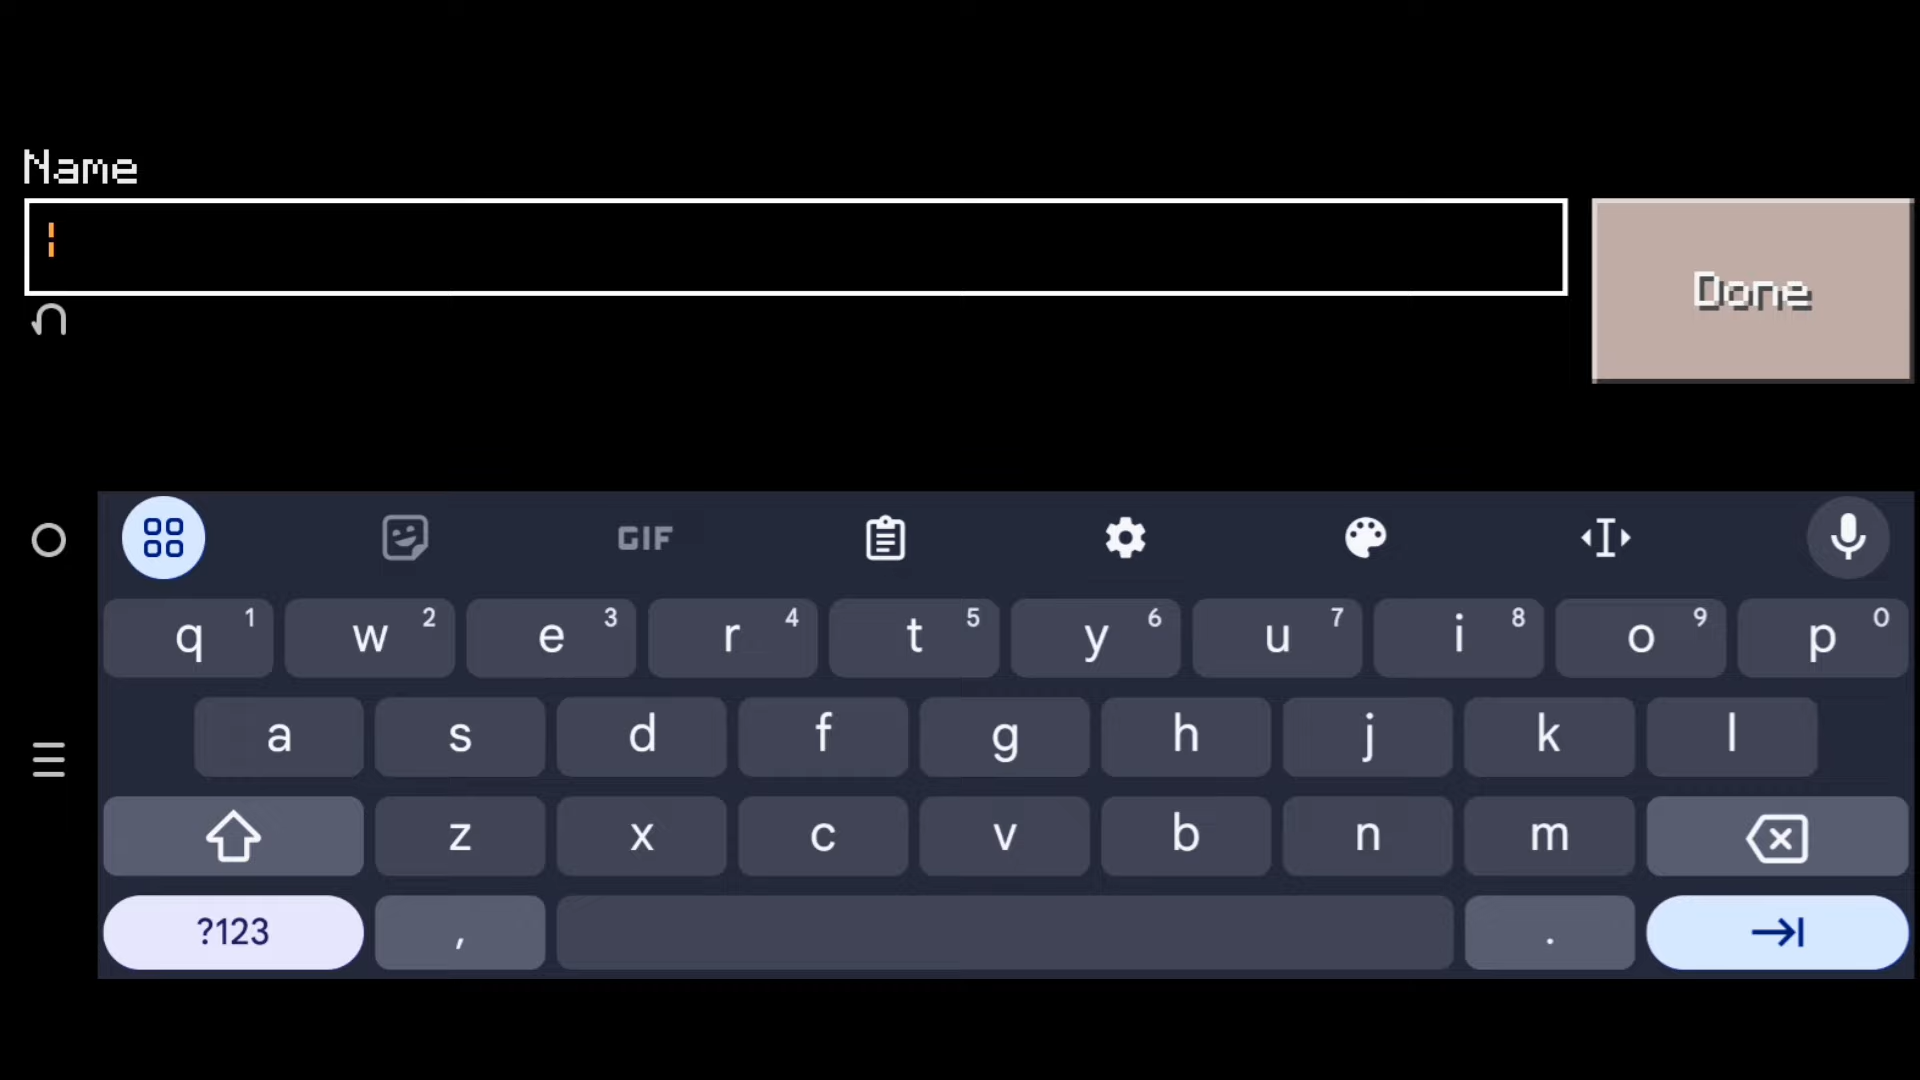 Name
Done
GIF
q 1 w 2 e 3 r 4 t 5 y 6 u 7 i 8 o 9 p 0
a s d f g h j k l
z x c v b n m
?123 , .